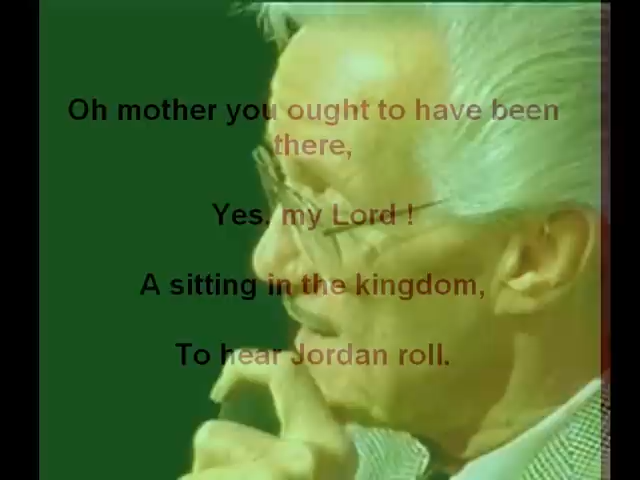 Oh mother you ought to have been
there,
Yes, my Lord !
A sitting in the kingdom,
To hear Jordan roll.